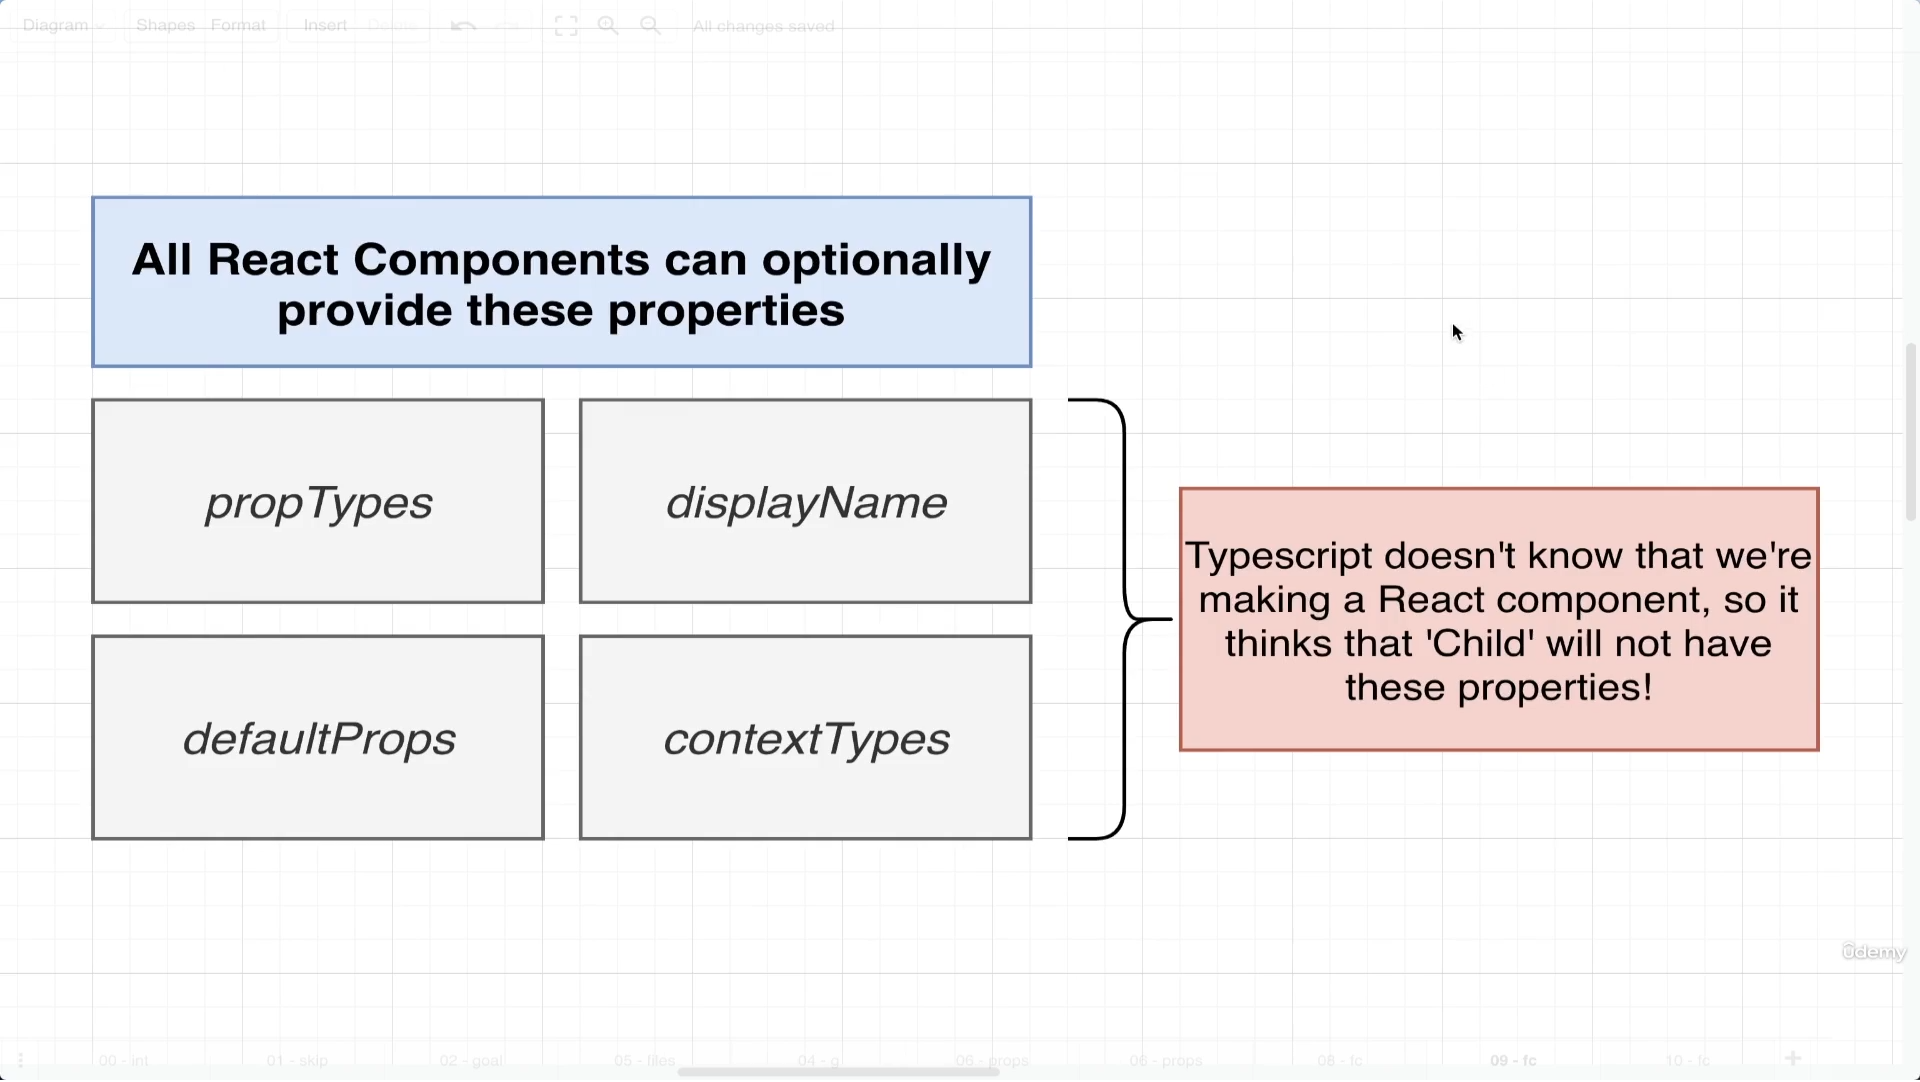 Diagram Shapes Format Insert Delete All changes saved
All React Components can optionally
provide these properties
propTypes displayName
Typescript doesn't know that we're
making a React component, so it
thinks that 'Child' will not have
these properties!
defaultProps contextTypes
ûdemy
00 - int 01 - skip 02 - goal 05 - files 04 - g 06 - props 06 - props 08 - fc 09 - fc 10 - fc